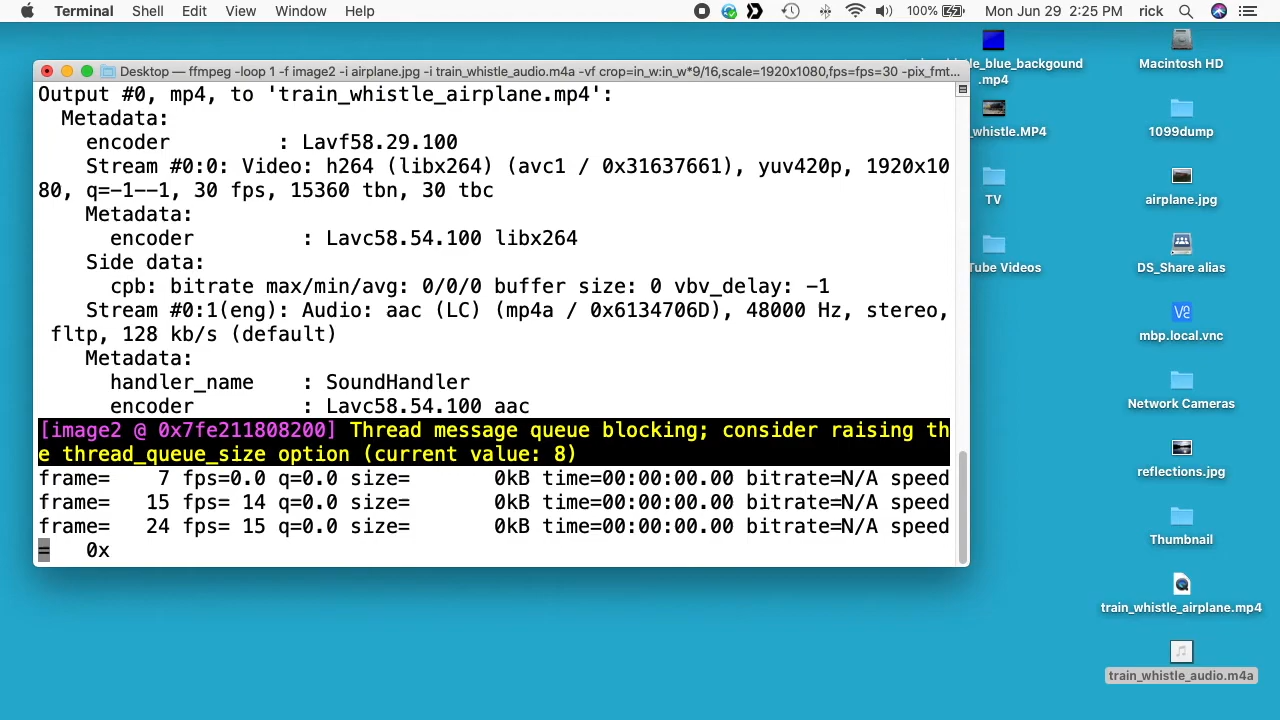 Terminal Shell Edit View Window Help 100% Mon Jun 29 2:25 PM rick
Desktop — ffmpeg -loop 1 -f image2 -i airplane.jpg -i train_whistle_audio.m4a -vf crop=in_w:in_w*9/16,scale=1920x1080,fps=fps=30 -pix_fmt…
Output #0, mp4, to 'train_whistle_airplane.mp4':
Metadata:
encoder : Lavf58.29.100
Stream #0:0: Video: h264 (libx264) (avc1 / 0x31637661), yuv420p, 1920x10
80, q=-1--1, 30 fps, 15360 tbn, 30 tbc
Metadata:
encoder : Lavc58.54.100 libx264
Side data:
cpb: bitrate max/min/avg: 0/0/0 buffer size: 0 vbv_delay: -1
Stream #0:1(eng): Audio: aac (LC) (mp4a / 0x6134706D), 48000 Hz, stereo,
fltp, 128 kb/s (default)
Metadata:
handler_name : SoundHandler
encoder : Lavc58.54.100 aac
[image2 @ 0x7fe211808200] Thread message queue blocking; consider raising th
e thread_queue_size option (current value: 8)
frame= 7 fps=0.0 q=0.0 size= 0kB time=00:00:00.00 bitrate=N/A speed
frame= 15 fps= 14 q=0.0 size= 0kB time=00:00:00.00 bitrate=N/A speed
frame= 24 fps= 15 q=0.0 size= 0kB time=00:00:00.00 bitrate=N/A speed
= 0x
_blue_backgound
.mp4
_whistle.MP4
TV
Tube Videos
Macintosh HD
1099dump
airplane.jpg
DS_Share alias
V2
mbp.local.vnc
Network Cameras
reflections.jpg
Thumbnail
train_whistle_airplane.mp4
train_whistle_audio.m4a